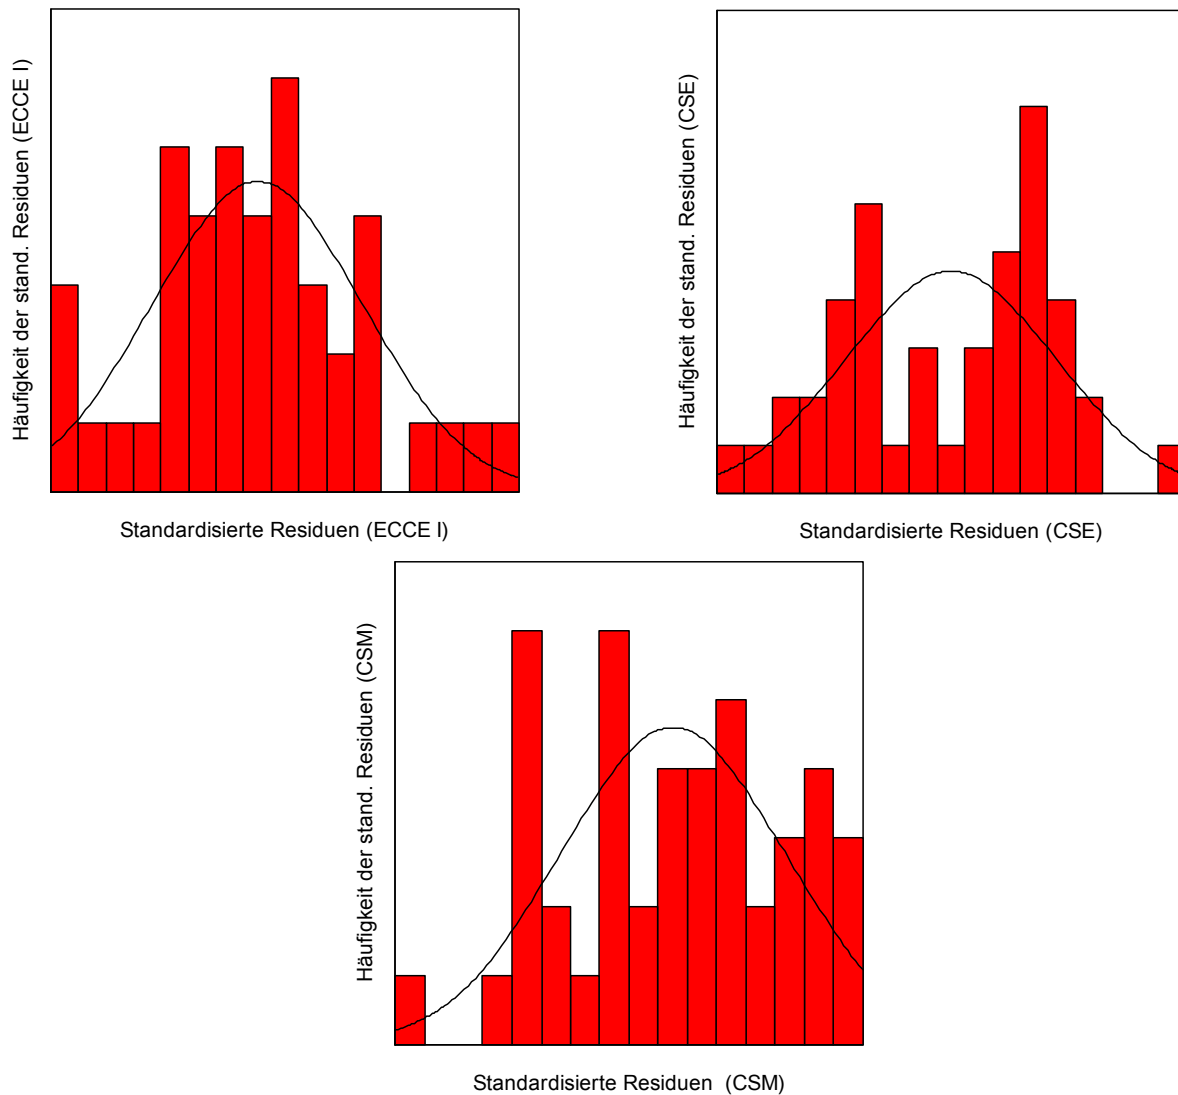 Häufigkeit der stand. Residuen (ECCE I)
Standardisierte Residuen (ECCE I)
Häufigkeit der stand. Residuen (CSE)
Standardisierte Residuen (CSE)
Häufigkeit der stand. Residuen (CSM)
Standardisierte Residuen (CSM)